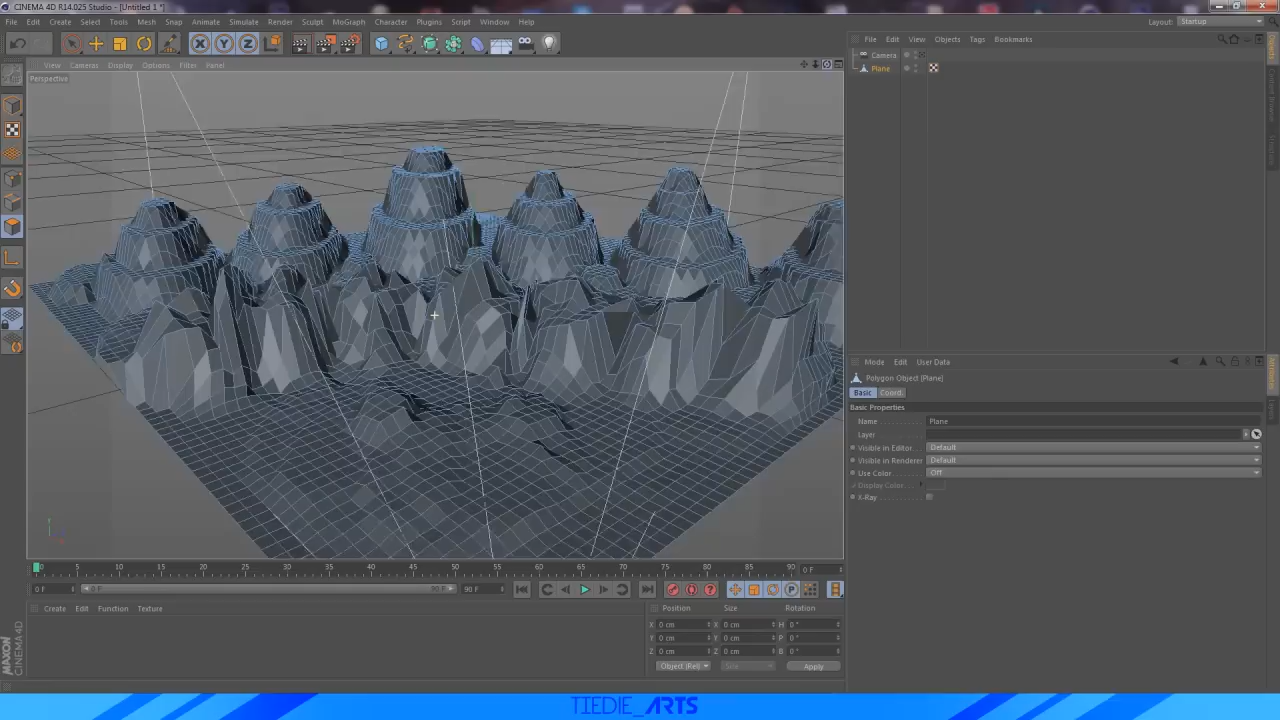 CINEMA 4D R14.025 Studio - [Untitled 1 *]
File Edit Create Select Tools Mesh Snap Animate Simulate Render Sculpt MoGraph Character Plugins Script Window Help
Layout: Startup
View Cameras Display Options Filter Panel
Perspective
File Edit View Objects Tags Bookmarks
Camera
Plane
Objects
Mode Edit User Data
Polygon Object [Plane]
Basic Coord.
Basic Properties
Name Plane
Layer
Visible in Editor Default
Visible in Renderer Default
Use Color Off
Display Color
X-Ray
Attributes
0 5 10 15 20 25 30 35 40 45 50 55 60 65 70 75 80 85 90 0 F
0 F 0 F 90 F 90 F
Create Edit Function Texture
Position Size Rotation
X 0 cm X 0 cm H 0 °
Y 0 cm Y 0 cm P 0 °
Z 0 cm Z 0 cm B 0 °
Object (Rel) Size Apply
MAXON
CINEMA 4D
TIEDIE_ARTS